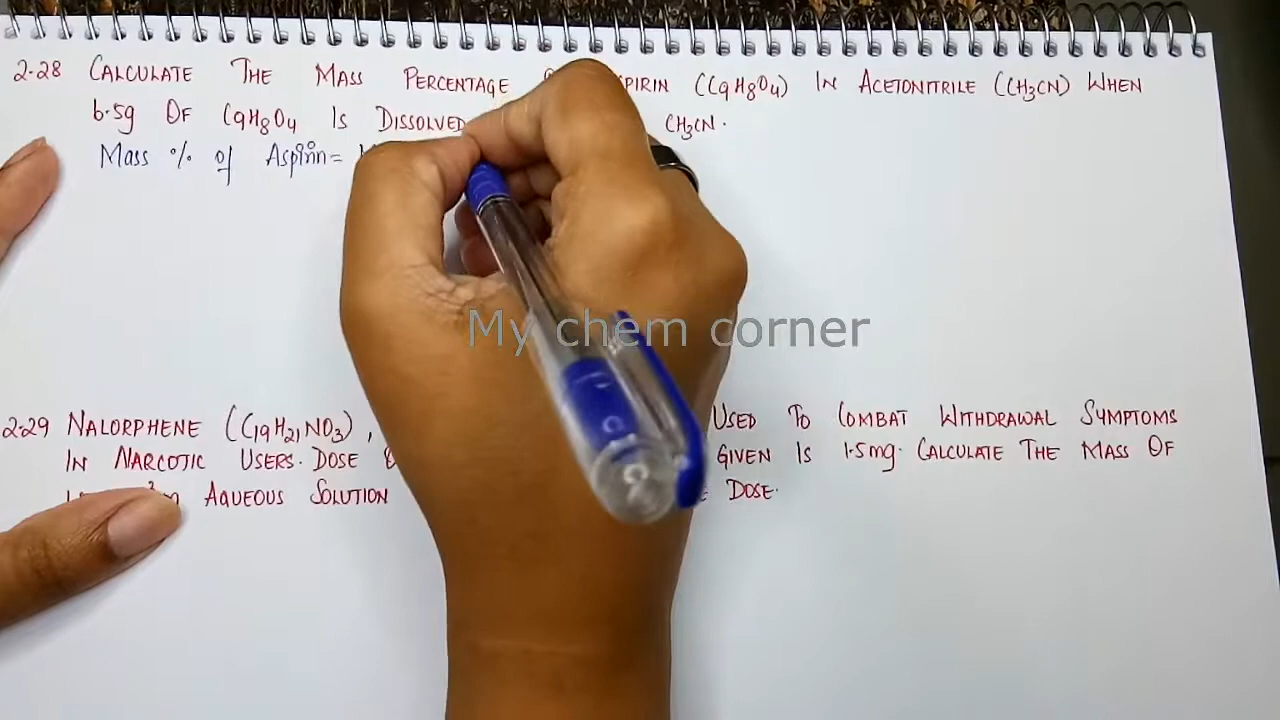 2.28 CALCULATE THE MASS PERCENTAGE SPIRIN (C9H8O4) IN ACETONITRILE (CH3CN) WHEN
6.5g OF C9H8O4 IS DISSOLVED CH3CN.
Mass % of Aspirin =
My chem corner
2.29 NALORPHENE (C19H21NO3), USED TO COMBAT WITHDRAWAL SYMPTOMS
IN NARCOTIC USERS. DOSE GIVEN IS 1.5mg. CALCULATE THE MASS OF
AQUEOUS SOLUTION DOSE.